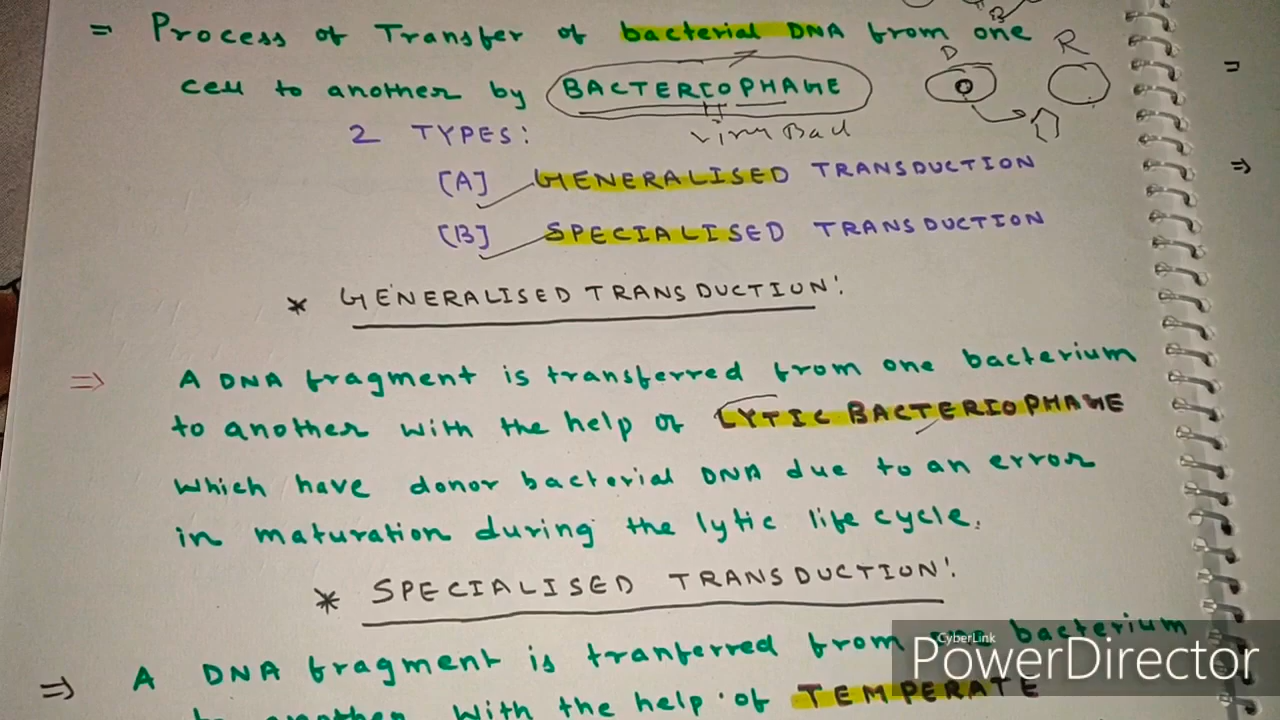 = Process of Transfer of bacterial DNA from one
cell to another by BACTERIOPHAGE
D R
2 TYPES:
[A] GENERALISED TRANSDUCTION
[B] SPECIALISED TRANSDUCTION
* GENERALISED TRANSDUCTION:
⇒ A DNA fragment is transferred from one bacterium
to another with the help of LYTIC BACTERIOPHAGE
which have donor bacterial DNA due to an error
in maturation during the lytic life cycle.
* SPECIALISED TRANSDUCTION:
⇒ A DNA fragment is tranferred from one bacterium
to another with the help of TEMPERATE
CyberLink
PowerDirector